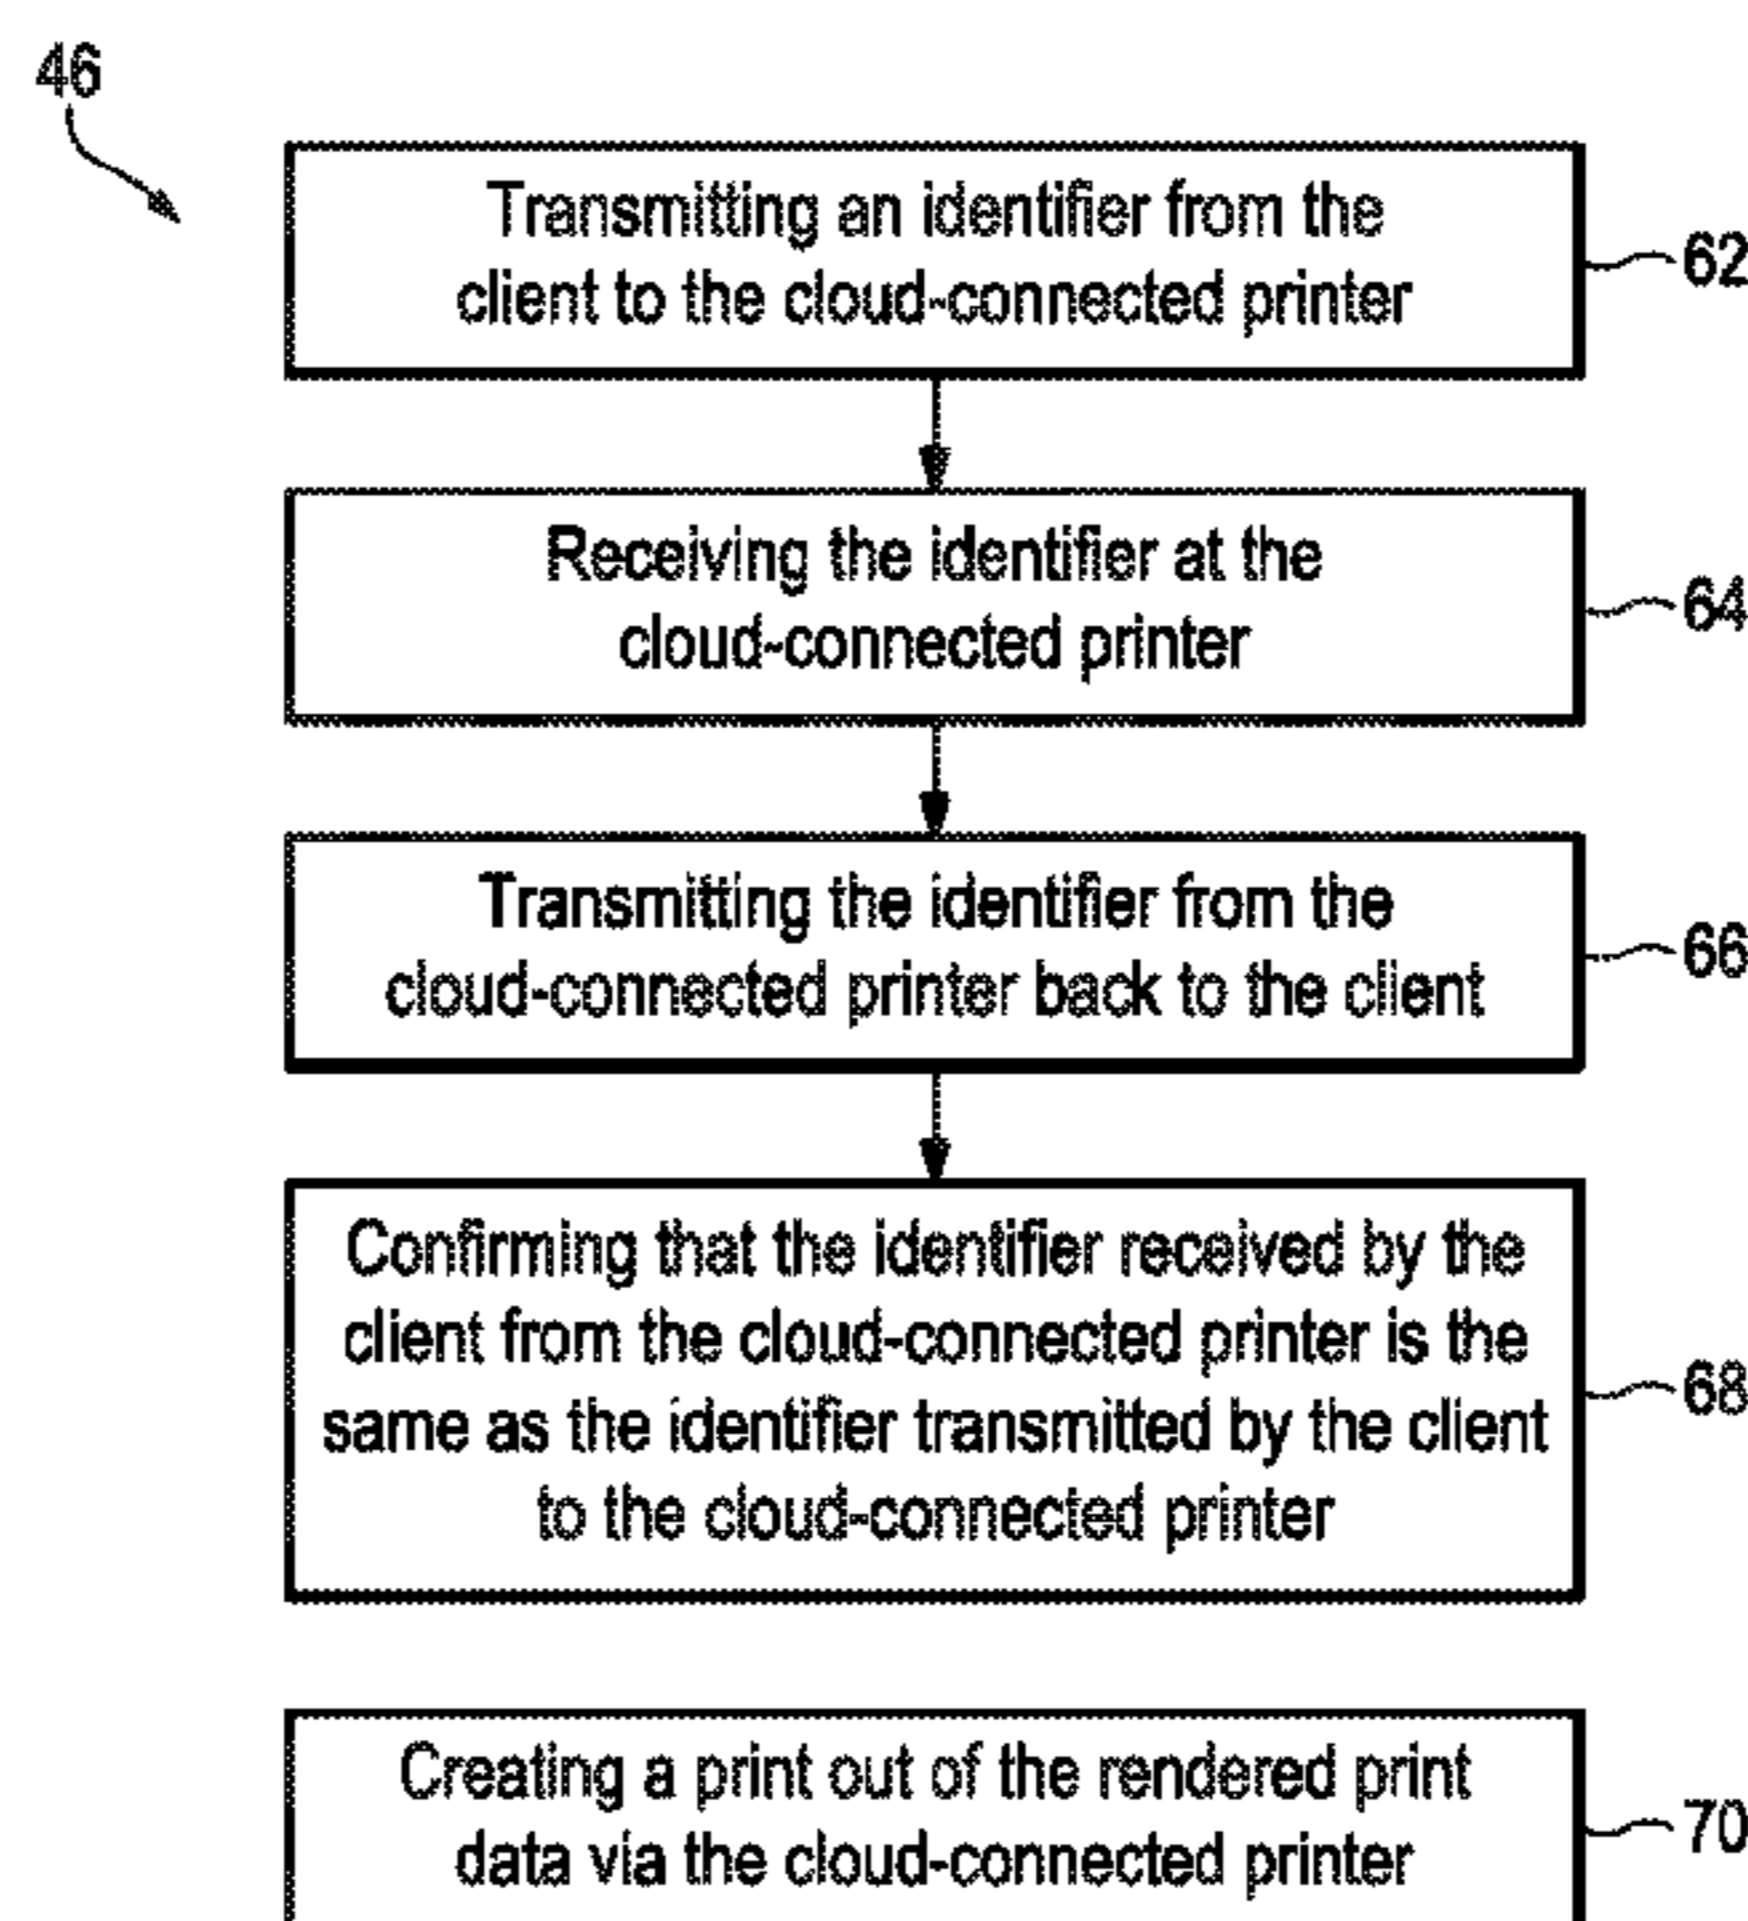 46
Transmitting an identifier from the
client to the cloud-connected printer
62
Receiving the identifier at the
cloud-connected printer
64
Transmitting the identifier from the
cloud-connected printer back to the client
66
Confirming that the identifier received by the
client from the cloud-connected printer is the
same as the identifier transmitted by the client
to the cloud-connected printer
68
Creating a print out of the rendered print
data via the cloud-connected printer
70